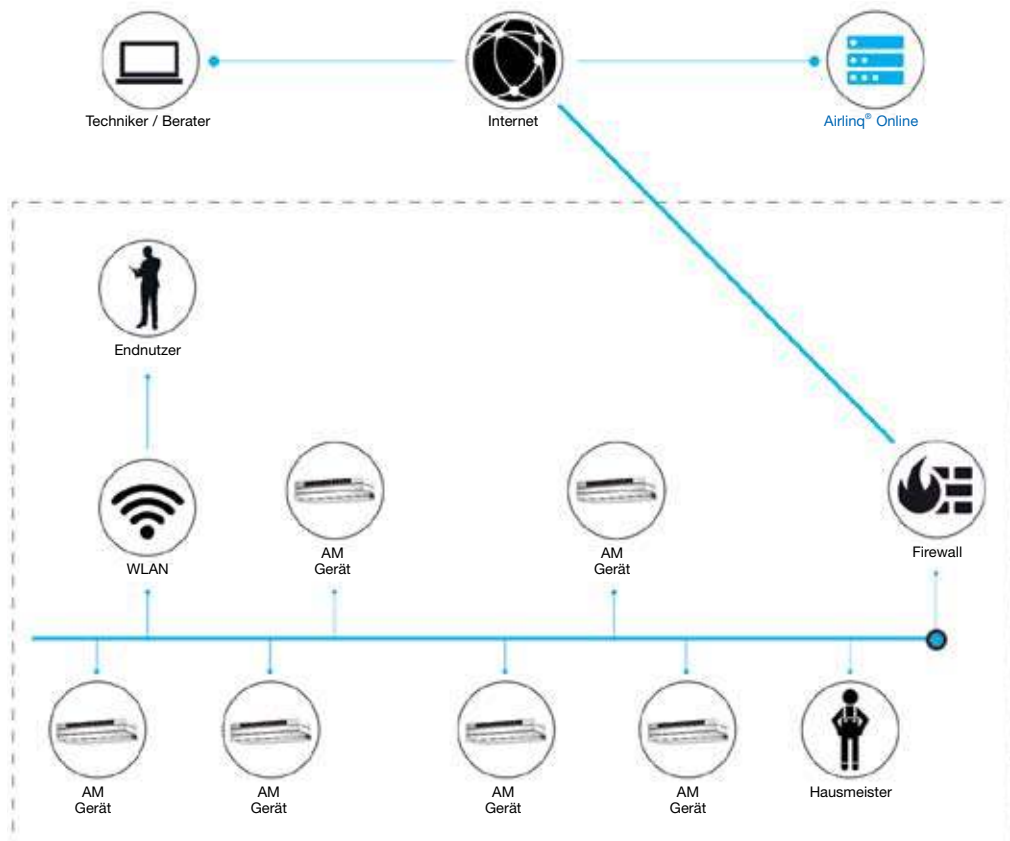 Techniker / Berater
Internet
Airlinq® Online
Endnutzer
WLAN
AM
Gerät
AM
Gerät
Firewall
AM
Gerät
AM
Gerät
AM
Gerät
AM
Gerät
Hausmeister